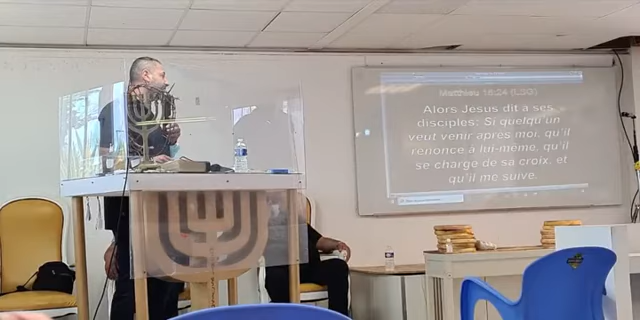 Matthieu 16:24 (LSG)
Alors Jésus dit à ses
disciples: Si quelqu'un
veut venir après moi, qu'il
renonce à lui-même, qu'il
se charge de sa croix, et
qu'il me suive.